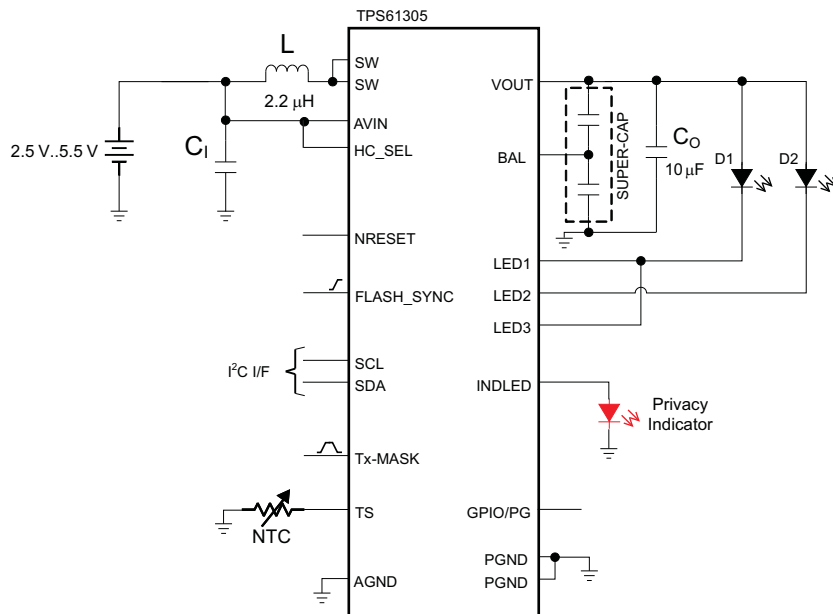 TPS61305
L
SW
SW
2.2 μH
VOUT
AVIN
HC_SEL
2.5 V..5.5 V
CI
BAL
SUPER-CAP
CO
10 μF
D1
D2
NRESET
LED1
FLASH_SYNC
LED2
LED3
I²C I/F
SCL
SDA
INDLED
Privacy
Indicator
Tx-MASK
TS
NTC
GPIO/PG
PGND
PGND
AGND